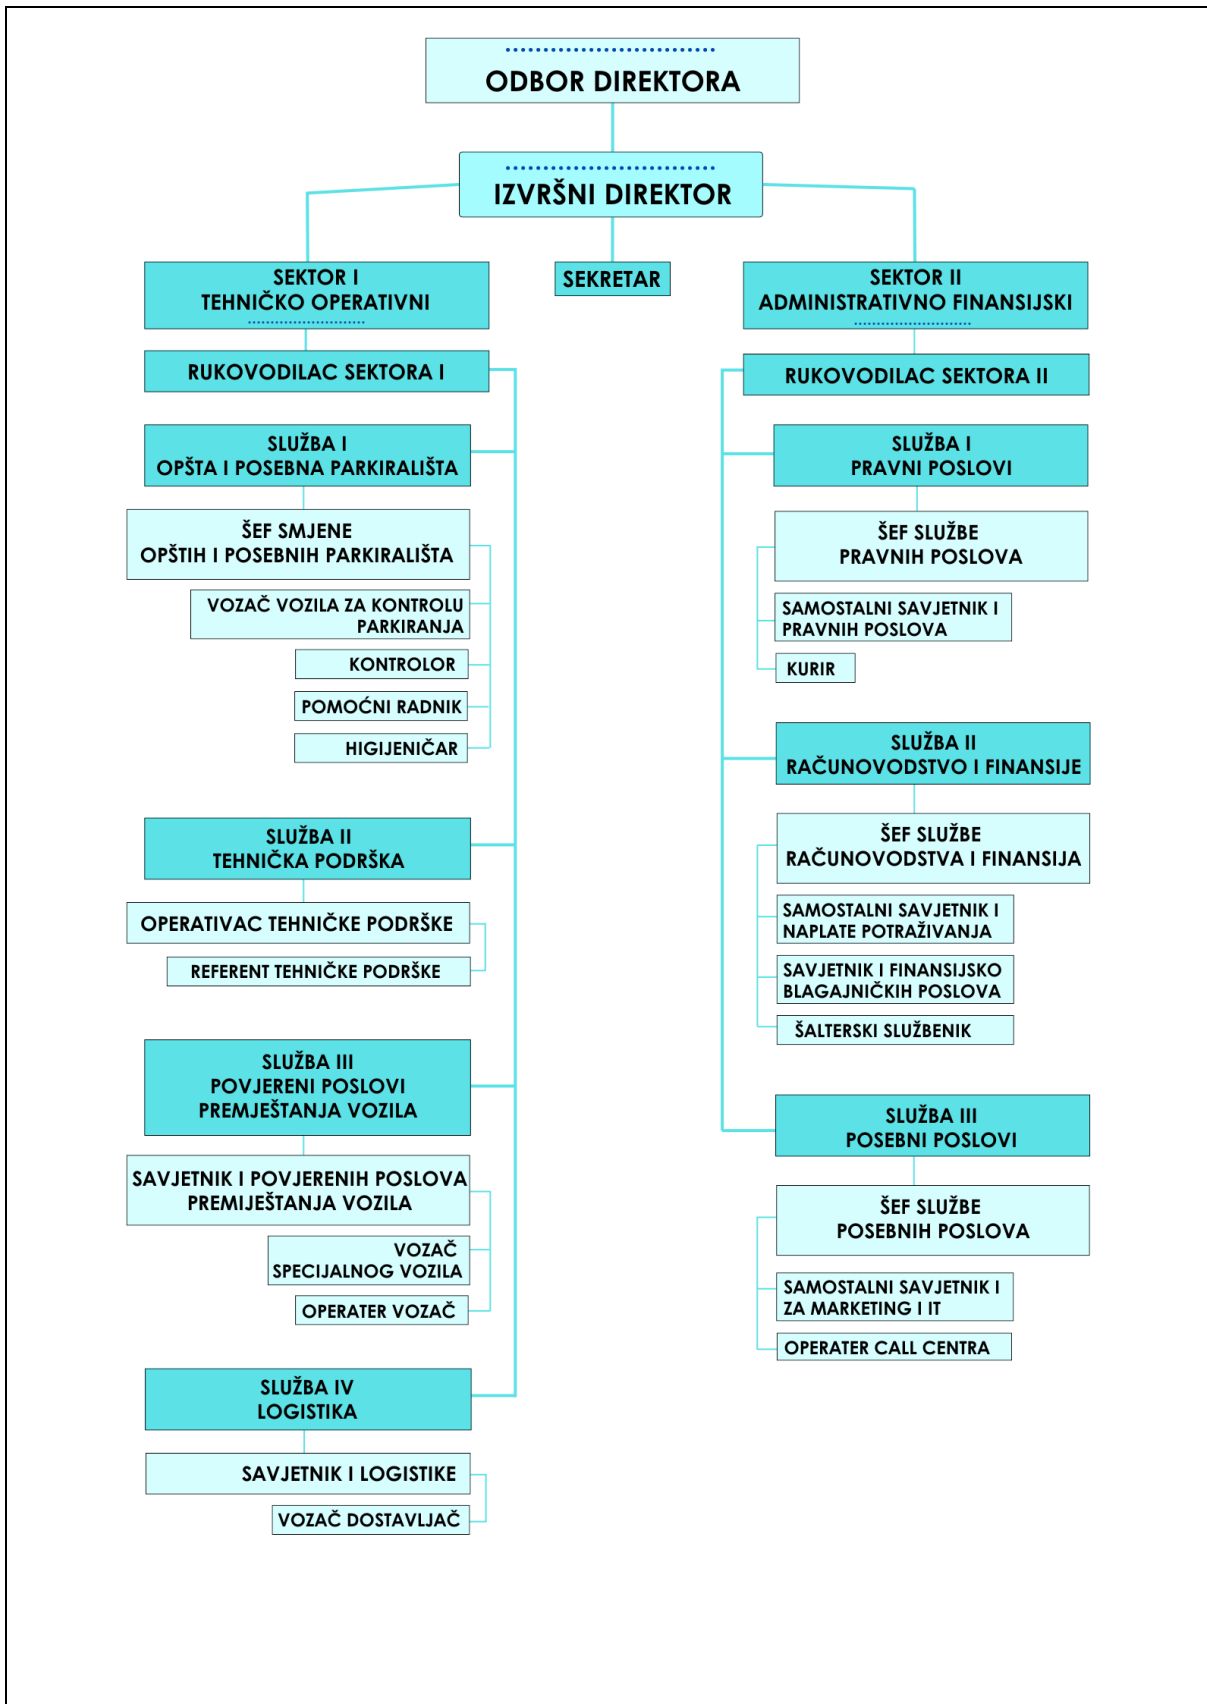 ODBOR DIREKTORA
IZVRŠNI DIREKTOR
SEKRETAR
SEKTOR I
TEHNIČKO OPERATIVNI
RUKOVODILAC SEKTORA I
SLUŽBA I
OPŠTA I POSEBNA PARKIRALIŠTA
ŠEF SMJENE
OPŠTIH I POSEBNIH PARKIRALIŠTA
VOZAČ VOZILA ZA KONTROLU
PARKIRANJA
KONTROLOR
POMOĆNI RADNIK
HIGIJENIČAR
SLUŽBA II
TEHNIČKA PODRŠKA
OPERATIVAC TEHNIČKE PODRŠKE
REFERENT TEHNIČKE PODRŠKE
SLUŽBA III
POVJERENI POSLOVI
PREMJEŠTANJA VOZILA
SAVJETNIK I POVJERENIH POSLOVA
PREMIJEŠTANJA VOZILA
VOZAČ
SPECIJALNOG VOZILA
OPERATER VOZAČ
SLUŽBA IV
LOGISTIKA
SAVJETNIK I LOGISTIKE
VOZAČ DOSTAVLJAČ
SEKTOR II
ADMINISTRATIVNO FINANSIJSKI
RUKOVODILAC SEKTORA II
SLUŽBA I
PRAVNI POSLOVI
ŠEF SLUŽBE
PRAVNIH POSLOVA
SAMOSTALNI SAVJETNIK I
PRAVNIH POSLOVA
KURIR
SLUŽBA II
RAČUNOVODSTVO I FINANSIJE
ŠEF SLUŽBE
RAČUNOVODSTVA I FINANSIJA
SAMOSTALNI SAVJETNIK I
NAPLATE POTRAŽIVANJA
SAVJETNIK I FINANSIJSKO
BLAGAJNIČKIH POSLOVA
ŠALTERSKI SLUŽBENIK
SLUŽBA III
POSEBNI POSLOVI
ŠEF SLUŽBE
POSEBNIH POSLOVA
SAMOSTALNI SAVJETNIK I
ZA MARKETING I IT
OPERATER CALL CENTRA